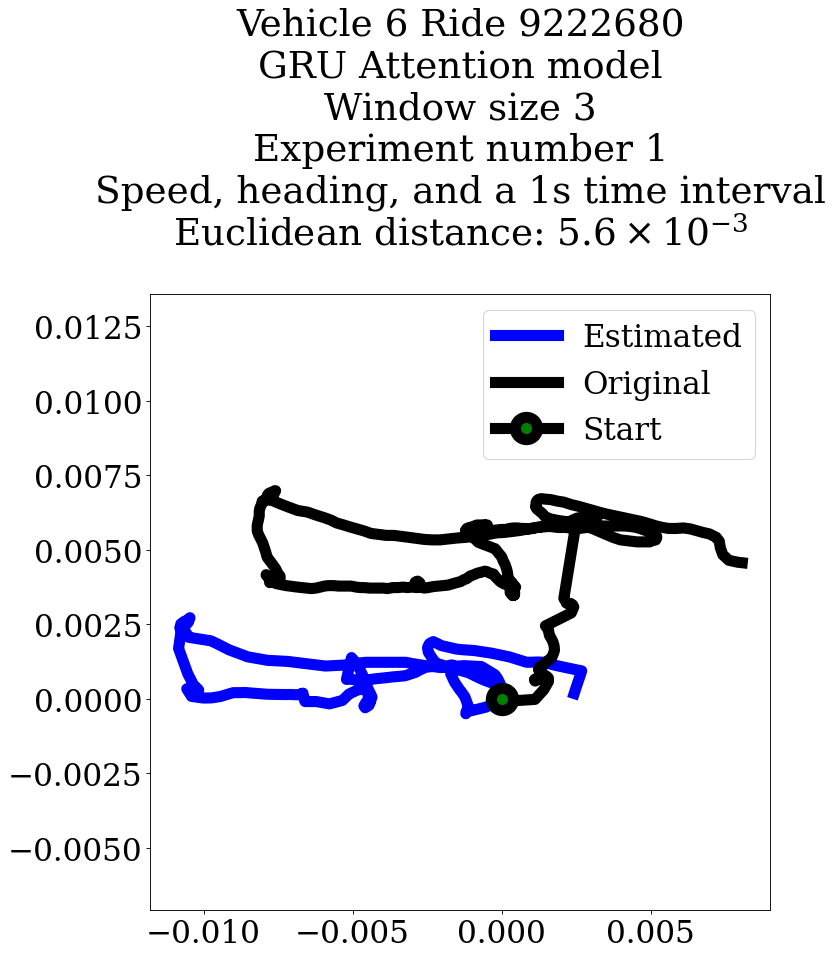 Vehicle 6 Ride 9222680
GRU Attention model
Window size 3
Experiment number 1
Speed, heading, and a 1s time interval
Euclidean distance: 5.6 × 10⁻³
Estimated
Original
Start
0.0125
0.0100
0.0075
0.0050
0.0025
0.0000
−0.0025
−0.0050
−0.010 −0.005 0.000 0.005